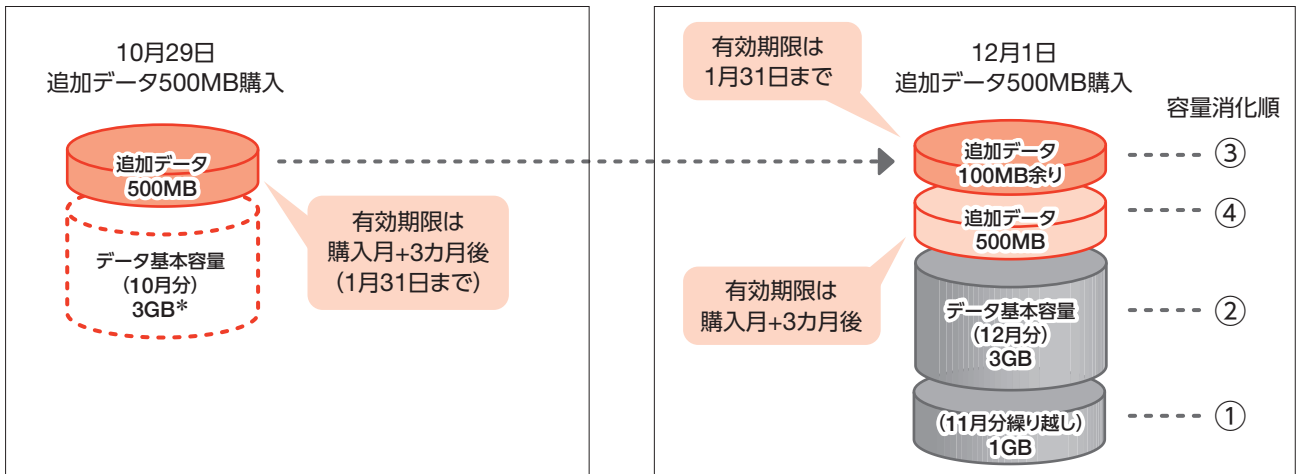 10月29日
追加データ500MB購入
追加データ
500MB
データ基本容量
(10月分)
3GB*
有効期限は
購入月+3カ月後
(1月31日まで)
有効期限は
1月31日まで
12月1日
追加データ500MB購入
容量消化順
追加データ
100MB余り
③
追加データ
500MB
④
有効期限は
購入月+3カ月後
データ基本容量
(12月分)
3GB
②
(11月分繰り越し)
1GB
①